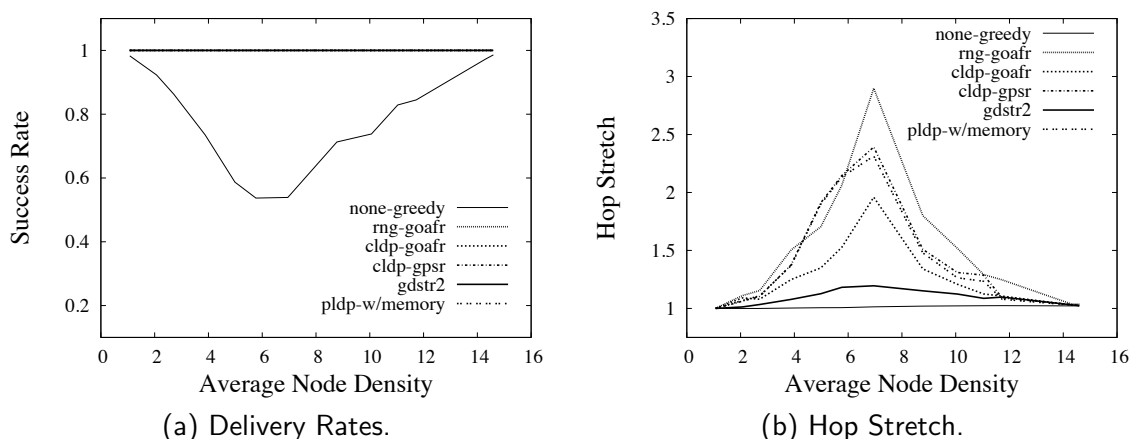 1
0.8
0.6
0.4
0.2
0 2 4 6 8 10 12 14 16
Success Rate
Average Node Density
none-greedy
rng-goafr
cldp-goafr
cldp-gpsr
gdstr2
pldp-w/memory
(a) Delivery Rates.
3.5
3
2.5
2
1.5
1
0 2 4 6 8 10 12 14 16
Hop Stretch
Average Node Density
none-greedy
rng-goafr
cldp-goafr
cldp-gpsr
gdstr2
pldp-w/memory
(b) Hop Stretch.